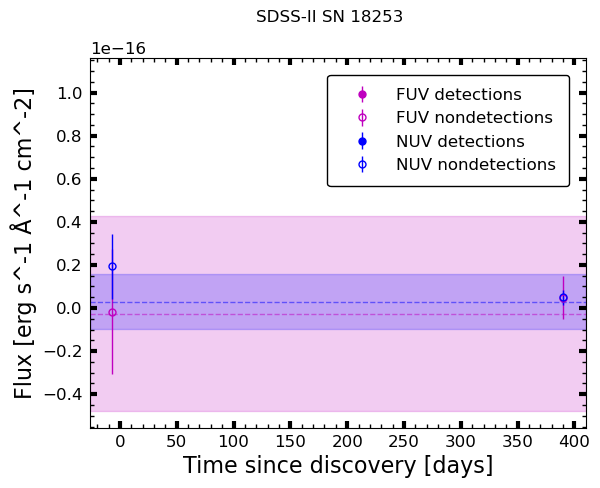 SDSS-II SN 18253
1e−16
FUV detections
FUV nondetections
NUV detections
NUV nondetections
1.0
0.8
0.6
0.4
0.2
0.0
−0.2
−0.4
Flux [erg s^-1 Å^-1 cm^-2]
0 50 100 150 200 250 300 350 400
Time since discovery [days]